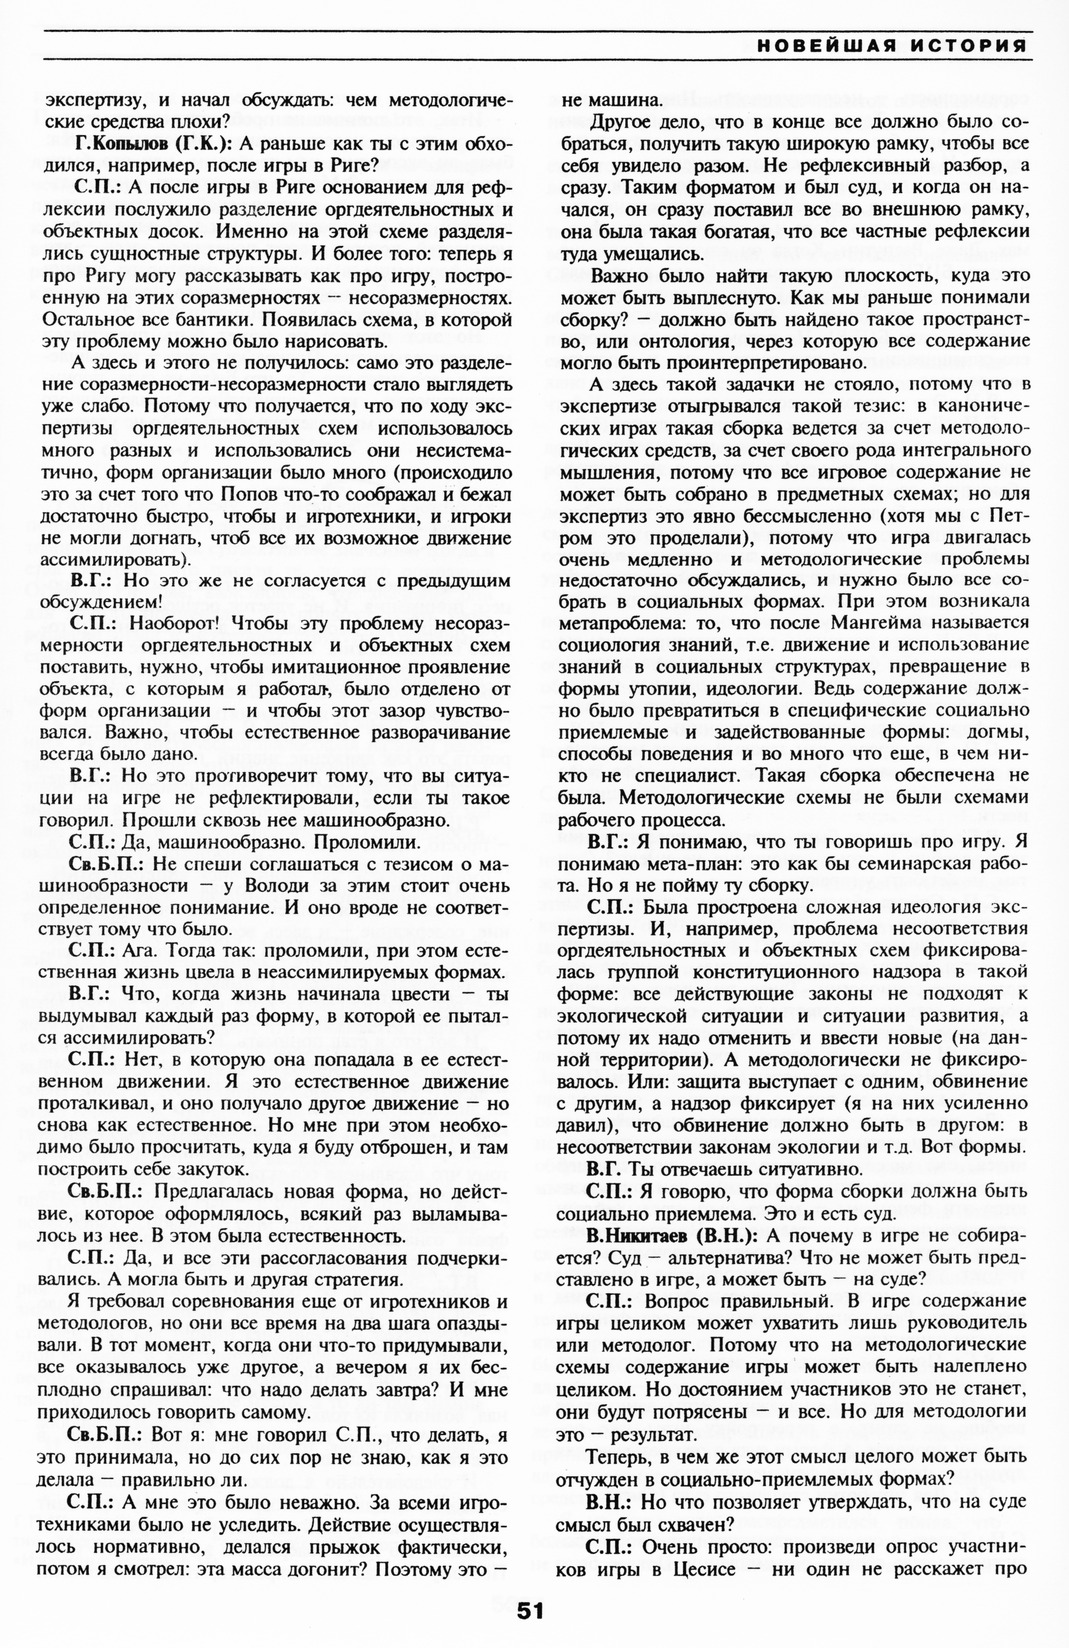 НОВЕЙШАЯ ИСТОРИЯ
экспертизу, и начал обсуждать: чем методологиче-
ские средства плохи?
Г.Копылов (Г.К.): А раньше как ты с этим обхо-
дился, например, после игры в Риге?
С.П.: А после игры в Риге основанием для реф-
лексии послужило разделение оргдеятельностных и
объектных досок. Именно на этой схеме разделя-
лись сущностные структуры. И более того: теперь я
про Ригу могу рассказывать как про игру, постро-
енную на этих соразмерностях — несоразмерностях.
Остальное все бантики. Появилась схема, в которой
эту проблему можно было нарисовать.
А здесь и этого не получилось: само это разделе-
ние соразмерности-несоразмерности стало выглядеть
уже слабо. Потому что получается, что по ходу экс-
пертизы оргдеятельностных схем использовалось
много разных и использовались они несистема-
тично, форм организации было много (происходило
это за счет того что Попов что-то соображал и бежал
достаточно быстро, чтобы и игротехники, и игроки
не могли догнать, чтоб все их возможное движение
ассимилировать).
В.Г.: Но это же не согласуется с предыдущим
обсуждением!
С.П.: Наоборот! Чтобы эту проблему несораз-
мерности оргдеятельностных и объектных схем
поставить, нужно, чтобы имитационное проявление
объекта, с которым я работал, было отделено от
форм организации — и чтобы этот зазор чувство-
вался. Важно, чтобы естественное разворачивание
всегда было дано.
В.Г.: Но это противоречит тому, что вы ситуа-
ции на игре не рефлектировали, если ты такое
говорил. Прошли сквозь нее машинообразно.
С.П.: Да, машинообразно. Проломили.
Св.Б.П.: Не спеши соглашаться с тезисом о ма-
шинообразности — у Володи за этим стоит очень
определенное понимание. И оно вроде не соответ-
ствует тому что было.
С.П.: Ага. Тогда так: проломили, при этом есте-
ственная жизнь цвела в неассимилируемых формах.
В.Г.: Что, когда жизнь начинала цвести — ты
выдумывал каждый раз форму, в которой ее пытал-
ся ассимилировать?
С.П.: Нет, в которую она попадала в ее естест-
венном движении. Я это естественное движение
проталкивал, и оно получало другое движение — но
снова как естественное. Но мне при этом необхо-
димо было просчитать, куда я буду отброшен, и там
построить себе закуток.
Св.Б.П.: Предлагалась новая форма, но дейст-
вие, которое оформлялось, всякий раз выламыва-
лось из нее. В этом была естественность.
С.П.: Да, и все эти рассогласования подчерки-
вались. А могла быть и другая стратегия.
Я требовал соревнования еще от игротехников и
методологов, но они все время на два шага опазды-
вали. В тот момент, когда они что-то придумывали,
все оказывалось уже другое, а вечером я их бес-
плодно спрашивал: что надо делать завтра? И мне
приходилось говорить самому.
Св.Б.П.: Вот я: мне говорил С.П., что делать, я
это принимала, но до сих пор не знаю, как я это
делала — правильно ли.
С.П.: А мне это было неважно. За всеми игро-
техниками было не уследить. Действие осуществля-
лось нормативно, делался прыжок фактически,
потом я смотрел: эта масса догонит? Поэтому это —
не машина.
Другое дело, что в конце все должно было со-
браться, получить такую широкую рамку, чтобы все
себя увидело разом. Не рефлексивный разбор, а
сразу. Таким форматом и был суд, и когда он на-
чался, он сразу поставил все во внешнюю рамку,
она была такая богатая, что все частные рефлексии
туда умещались.
Важно было найти такую плоскость, куда это
может быть выплеснуто. Как мы раньше понимали
сборку? — должно быть найдено такое пространст-
во, или онтология, через которую все содержание
могло быть проинтерпретировано.
А здесь такой задачки не стояло, потому что в
экспертизе отыгрывался такой тезис: в канониче-
ских играх такая сборка ведется за счет методоло-
гических средств, за счет своего рода интегрального
мышления, потому что все игровое содержание не
может быть собрано в предметных схемах; но для
экспертиз это явно бессмысленно (хотя мы с Пет-
ром это проделали), потому что игра двигалась
очень медленно и методологические проблемы
недостаточно обсуждались, и нужно было все со-
брать в социальных формах. При этом возникала
метапроблема: то, что после Мангейма называется
социология знаний, т.е. движение и использование
знаний в социальных структурах, превращение в
формы утопии, идеологии. Ведь содержание долж-
но было превратиться в специфические социально
приемлемые и задействованные формы: догмы,
способы поведения и во много что еше, в чем ни-
кто не специалист. Такая сборка обеспечена не
была. Методологические схемы не были схемами
рабочего процесса.
В.Г.: Я понимаю, что ты говоришь про игру. Я
понимаю мета-план: это как бы семинарская рабо-
та. Но я не пойму ту сборку.
С.П.: Была простроена сложная идеология экс-
пертизы. И, например, проблема несоответствия
оргдеятельностных и объектных схем фиксирова-
лась группой конституционного надзора в такой
форме: все действующие законы не подходят к
экологической ситуации и ситуации развития, а
потому их надо отменить и ввести новые (на дан-
ной территории). А методологически не фиксиро-
валось. Или: защита выступает с одним, обвинение
с другим, а надзор фиксирует (я на них усиленно
давил), что обвинение должно быть в другом: в
несоответствии законам экологии и т.д. Вот формы.
В.Г. Ты отвечаешь ситуативно.
С.П.: Я говорю, что форма сборки должна быть
социально приемлема. Это и есть суд.
В.Никитаев (В.Н.): А почему в игре не собира-
ется? Суд — альтернатива? Что не может быть пред-
ставлено в игре, а может быть — на суде?
С.П.: Вопрос правильный. В игре содержание
игры целиком может ухватить лишь руководитель
или методолог. Потому что на методологические
схемы содержание игры может быть налеплено
целиком. Но достоянием участников это не станет,
они будут потрясены — и все. Но для методологии
это — результат.
Теперь, в чем же этот смысл целого может быть
отчужден в социально-приемлемых формах?
В.Н.: Но что позволяет утверждать, что на суде
смысл был схвачен?
С.П.: Очень просто: произведи опрос участни-
ков игры в Цесисе — ни один не расскажет про
51